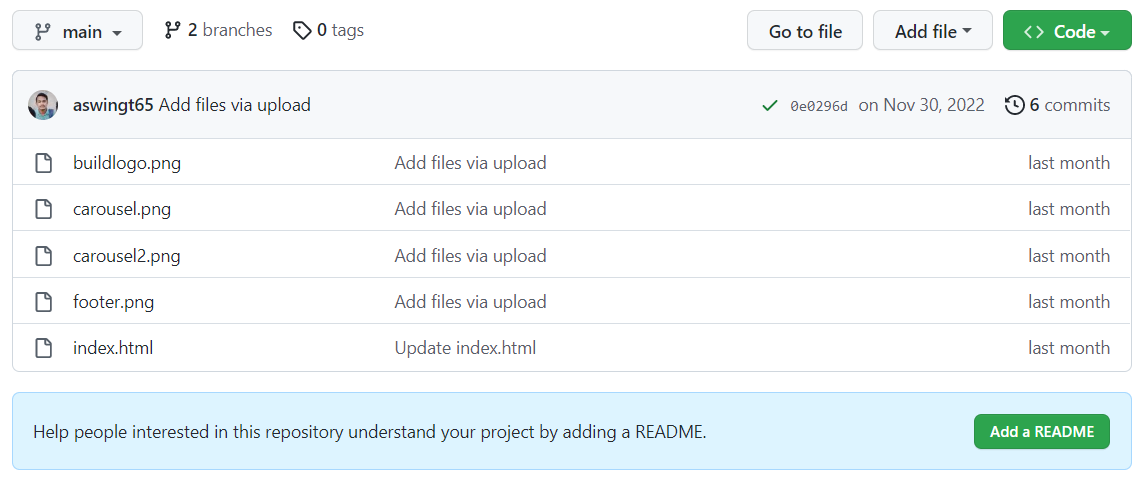 main 2 branches 0 tags Go to file Add file Code
aswingt65 Add files via upload 0e0296d on Nov 30, 2022 6 commits
buildlogo.png Add files via upload last month
carousel.png Add files via upload last month
carousel2.png Add files via upload last month
footer.png Add files via upload last month
index.html Update index.html last month
Help people interested in this repository understand your project by adding a README. Add a README